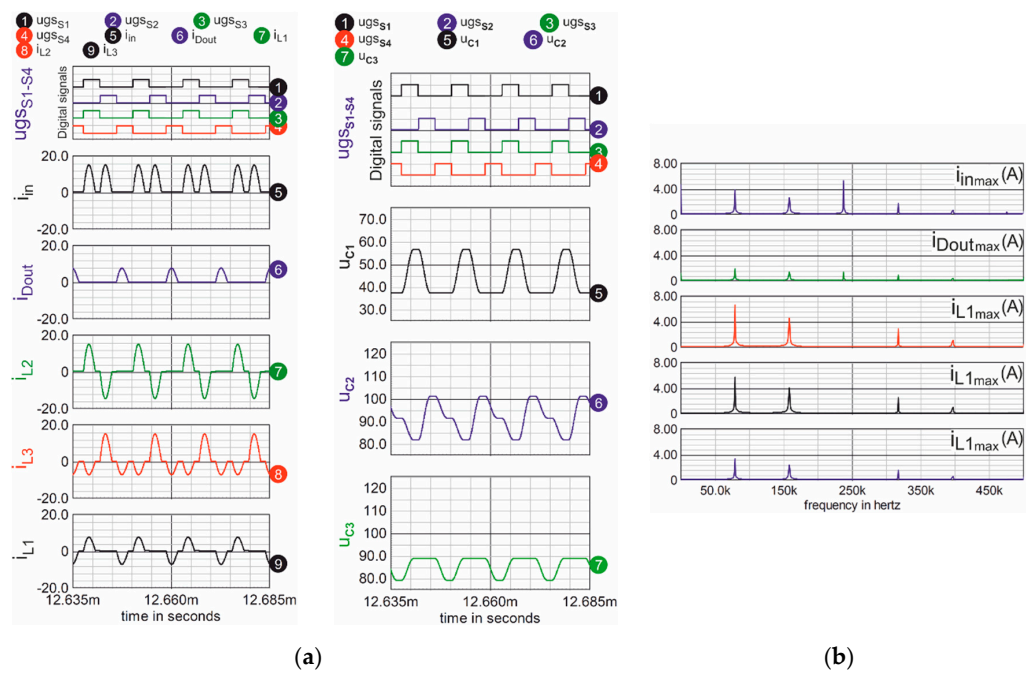 1 ugsS1 2 ugsS2 3 ugsS3
4 ugsS4 5 iin 6 iDout 7 iL1
8 iL2 9 iL3
ugsS1-S4
Digital signals
1
2
3
4
20.0
0
-20.0
iin
5
20.0
0
-20.0
iDout
6
20.0
0
-20.0
iL2
7
20.0
0
-20.0
iL3
8
20.0
0
-20.0
iL1
9
12.635m 12.660m 12.685m
time in seconds
1 ugsS1 2 ugsS2 3 ugsS3
4 ugsS4 5 uC1 6 uC2
7 uC3
ugsS1-S4
Digital signals
1
2
3
4
70.0
60.0
50.0
40.0
30.0
uC1
5
120
110
100
90.0
80.0
uC2
6
120
110
100
90.0
80.0
uC3
7
12.635m 12.660m 12.685m
time in seconds
8.00
4.00
0
iinmax(A)
8.00
4.00
0
iDoutmax(A)
8.00
4.00
0
iL1max(A)
8.00
4.00
0
iL1max(A)
8.00
4.00
0
iL1max(A)
50.0k 150k 250k 350k 450k
frequency in hertz
(a) (b)